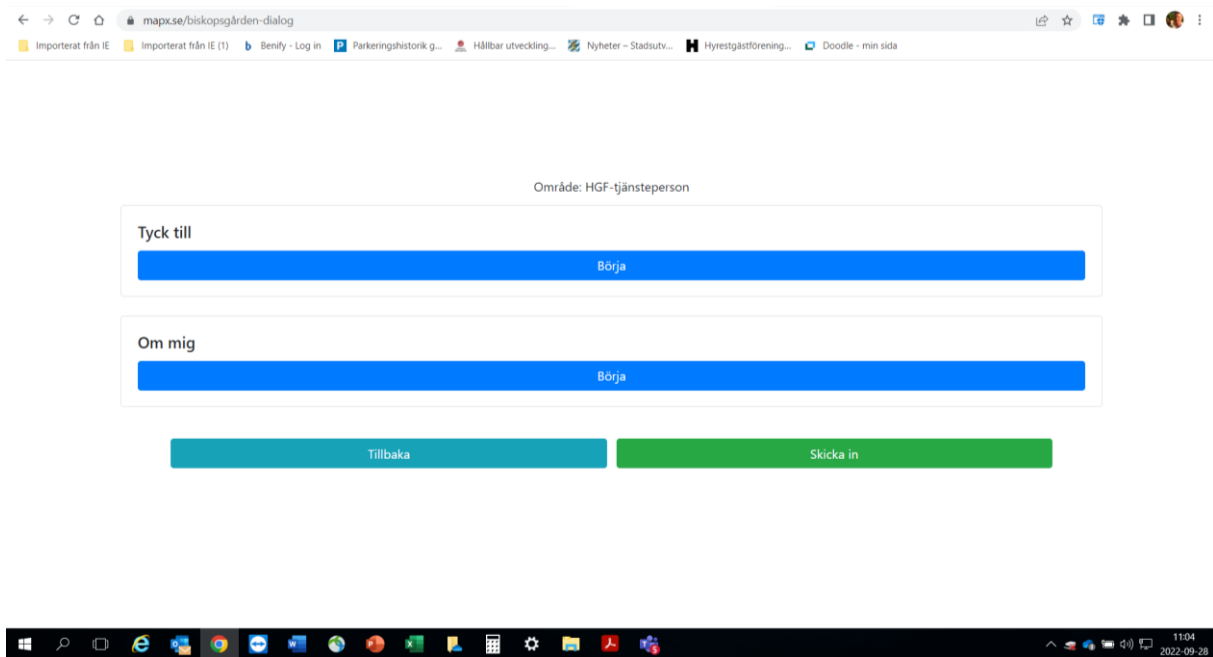 mapx.se/biskopsgården-dialog
Importerat från IE Importerat från IE (1) b Benify - Log in P Parkeringshistorik g... Hållbar utveckling... Nyheter – Stadsutv... H Hyrestgästförening... Doodle - min sida
Område: HGF-tjänsteperson
Tyck till
Börja
Om mig
Börja
Tillbaka Skicka in
11:04
2022-09-28